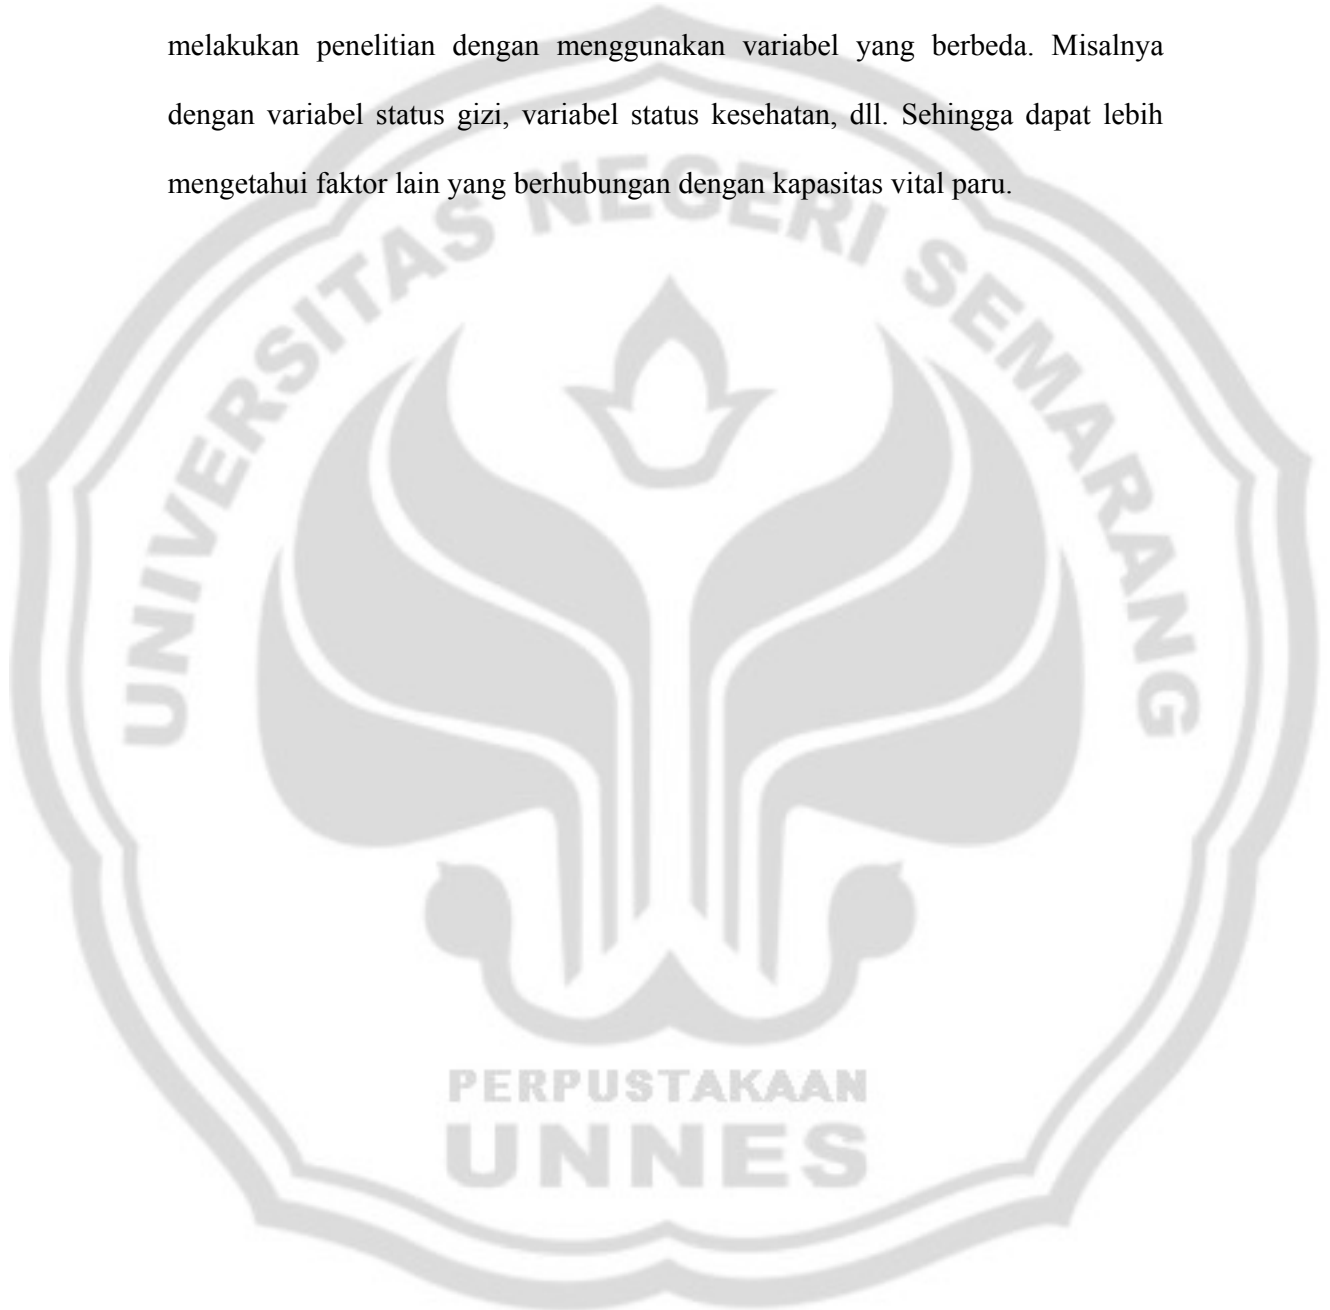 melakukan penelitian dengan menggunakan variabel yang berbeda. Misalnya
dengan variabel status gizi, variabel status kesehatan, dll. Sehingga dapat lebih
mengetahui faktor lain yang berhubungan dengan kapasitas vital paru.
UNIVERSITAS NEGERI SEMARANG
PERPUSTAKAAN
UNNES